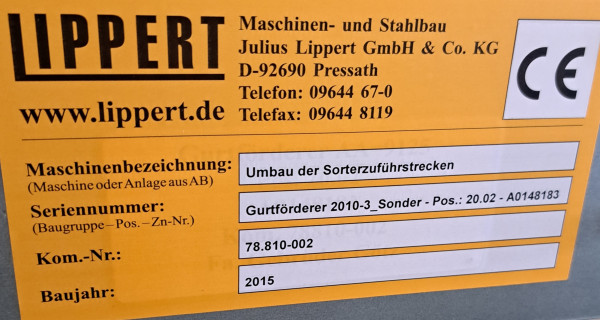 LIPPERT
www.lippert.de
Maschinen- und Stahlbau
Julius Lippert GmbH & Co. KG
D-92690 Pressath
Telefon: 09644 67-0
Telefax: 09644 8119
CE
Maschinenbezeichnung: Umbau der Sorterzuführstrecken
(Maschine oder Anlage aus AB)
Seriennummer: Gurtförderer 2010-3_Sonder - Pos.: 20.02 - A0148183
(Baugruppe – Pos. – Zn-Nr.)
Kom.-Nr.: 78.810-002
Baujahr: 2015